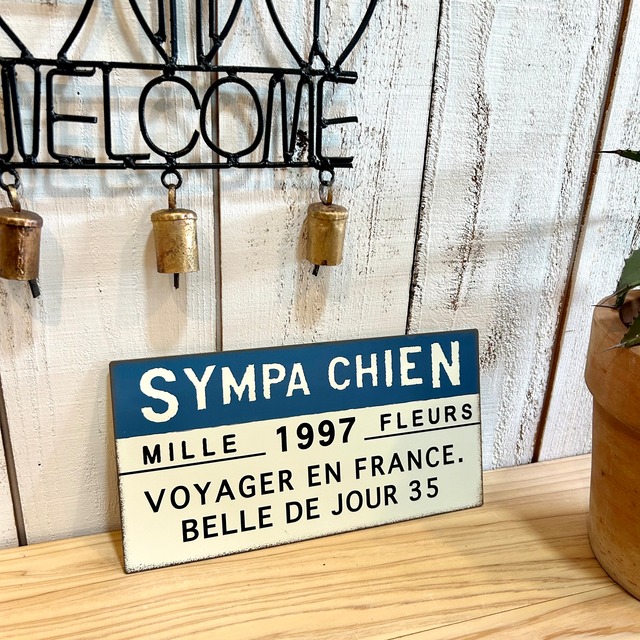 WELCOME
SYMPA CHIEN
MILLE 1997 FLEURS
VOYAGER EN FRANCE.
BELLE DE JOUR 35